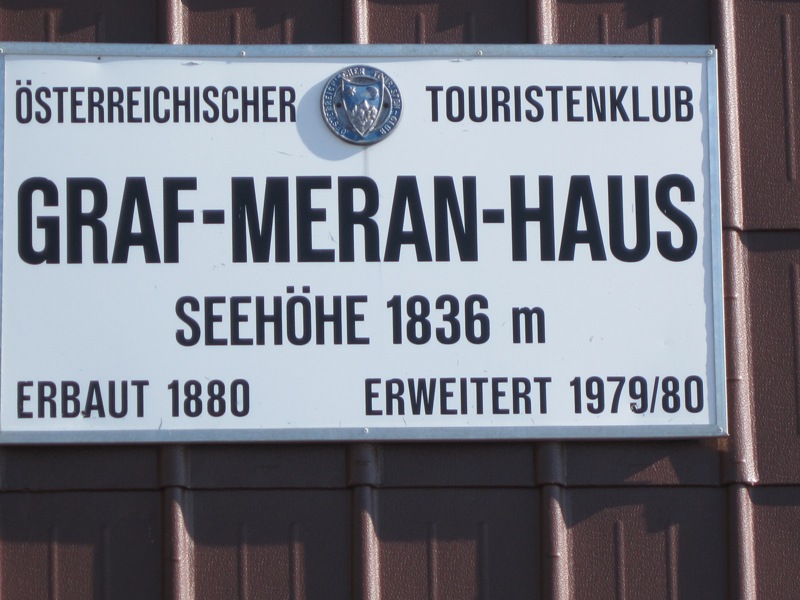 ÖSTERREICHISCHER TOURISTENKLUB
GRAF-MERAN-HAUS
SEEHÖHE 1836 m
ERBAUT 1880 ERWEITERT 1979/80